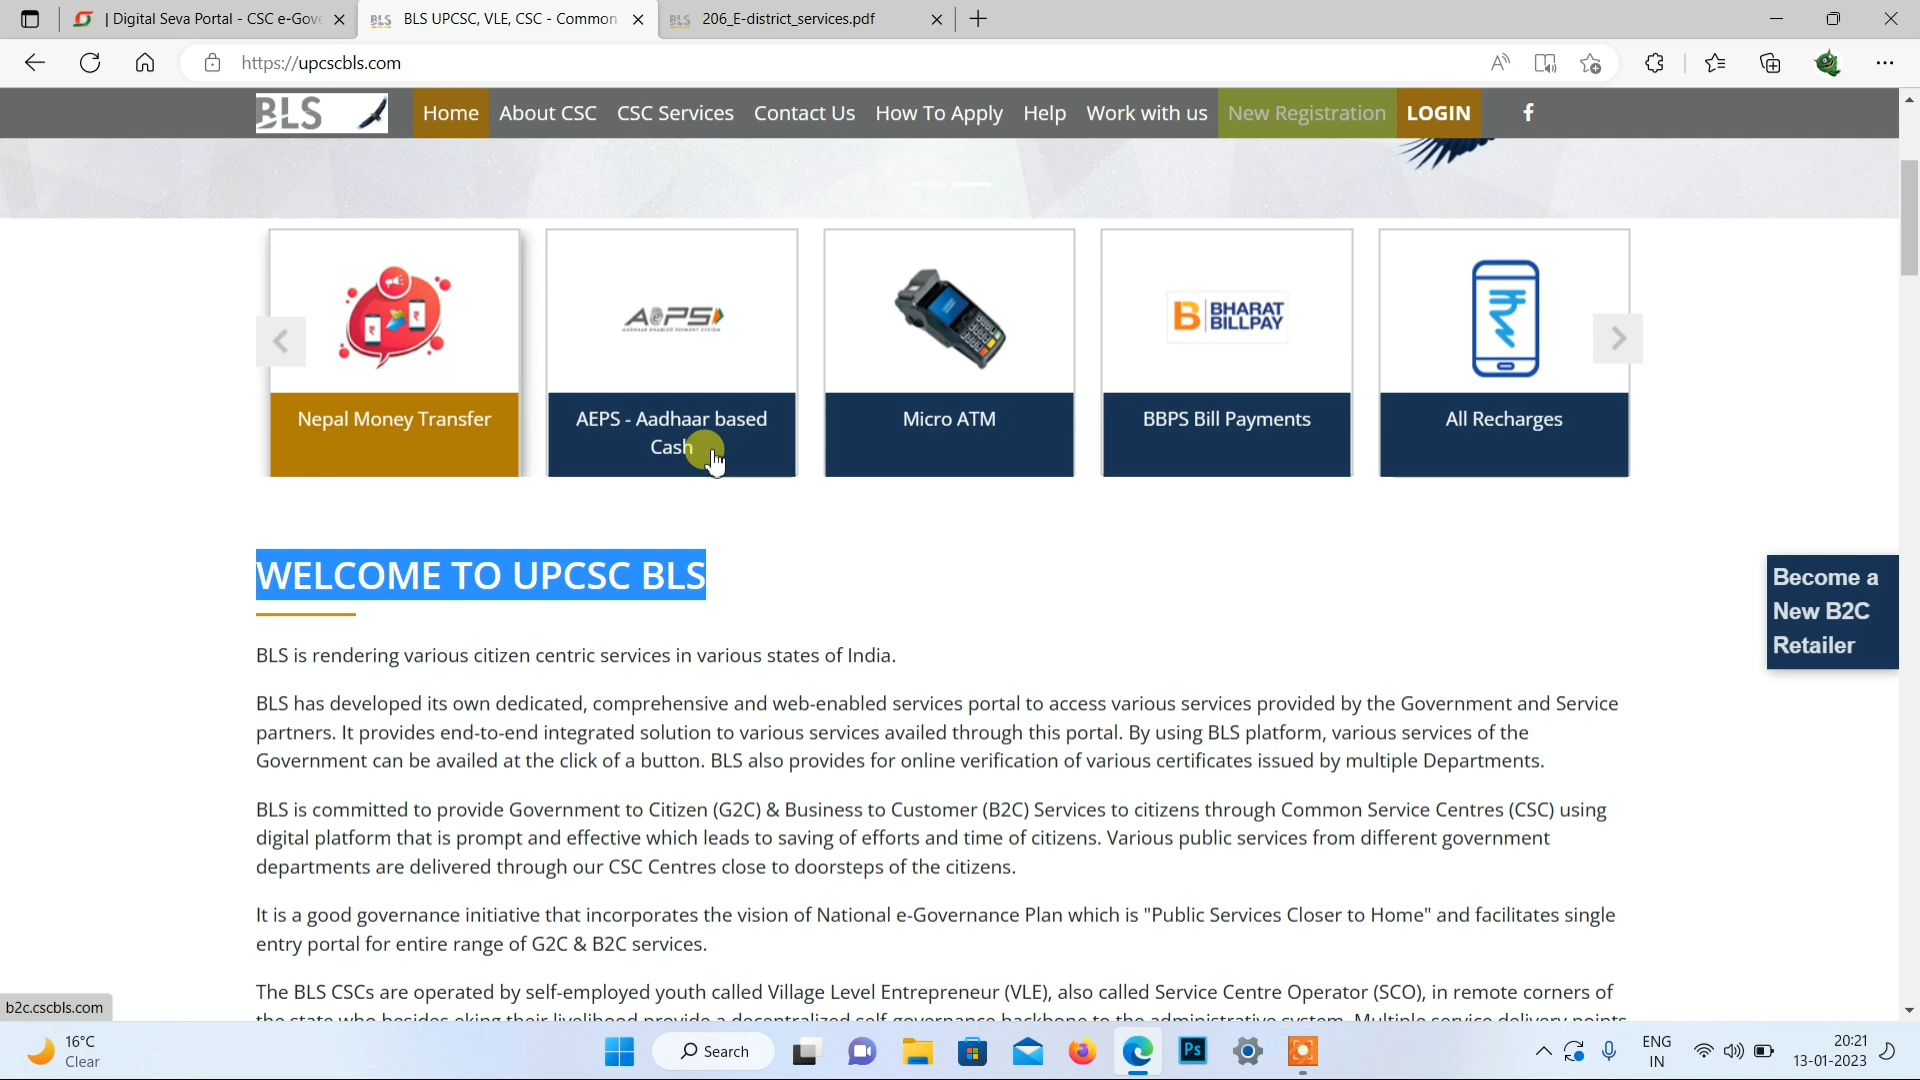 | Digital Seva Portal - CSC e-Gove
BLS UPCSC, VLE, CSC - Common
206_E-district_services.pdf
https://upcscbls.com
BLS
Home
About CSC
CSC Services
Contact Us
How To Apply
Help
Work with us
New Registration
LOGIN
AePS
AADHAAR ENABLED PAYMENT SYSTEM
B BHARAT
BILLPAY
Nepal Money Transfer
AEPS - Aadhaar based
Cash
Micro ATM
BBPS Bill Payments
All Recharges
WELCOME TO UPCSC BLS
Become a
New B2C
Retailer
BLS is rendering various citizen centric services in various states of India.
BLS has developed its own dedicated, comprehensive and web-enabled services portal to access various services provided by the Government and Service
partners. It provides end-to-end integrated solution to various services availed through this portal. By using BLS platform, various services of the
Government can be availed at the click of a button. BLS also provides for online verification of various certificates issued by multiple Departments.
BLS is committed to provide Government to Citizen (G2C) & Business to Customer (B2C) Services to citizens through Common Service Centres (CSC) using
digital platform that is prompt and effective which leads to saving of efforts and time of citizens. Various public services from different government
departments are delivered through our CSC Centres close to doorsteps of the citizens.
It is a good governance initiative that incorporates the vision of National e-Governance Plan which is "Public Services Closer to Home" and facilitates single
entry portal for entire range of G2C & B2C services.
The BLS CSCs are operated by self-employed youth called Village Level Entrepreneur (VLE), also called Service Centre Operator (SCO), in remote corners of
b2c.cscbls.com
16°C
Clear
Search
Ps
ENG
IN
20:21
13-01-2023